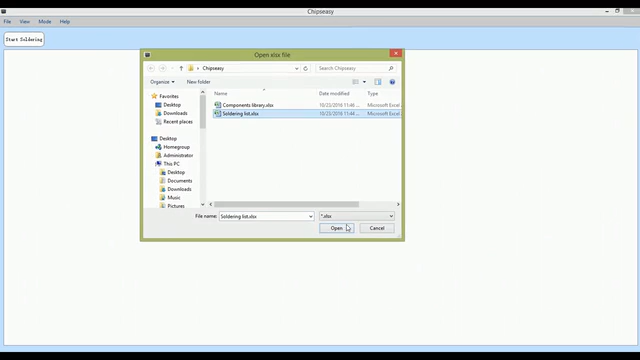 Chipseasy
File View Mode Help
Start Soldering
Open xlsx file
Chipseasy
Search Chipseasy
Organize New folder
Name Date modified Type
Components library.xlsx 10/23/2016 11:46 ... Microsoft Excel...
Soldering list.xlsx 10/23/2016 11:44 ... Microsoft Excel...
Favorites
Desktop
Downloads
Recent places
Desktop
Homegroup
Administrator
This PC
Desktop
Documents
Downloads
Music
Pictures
File name: Soldering list.xlsx *.xlsx
Open Cancel